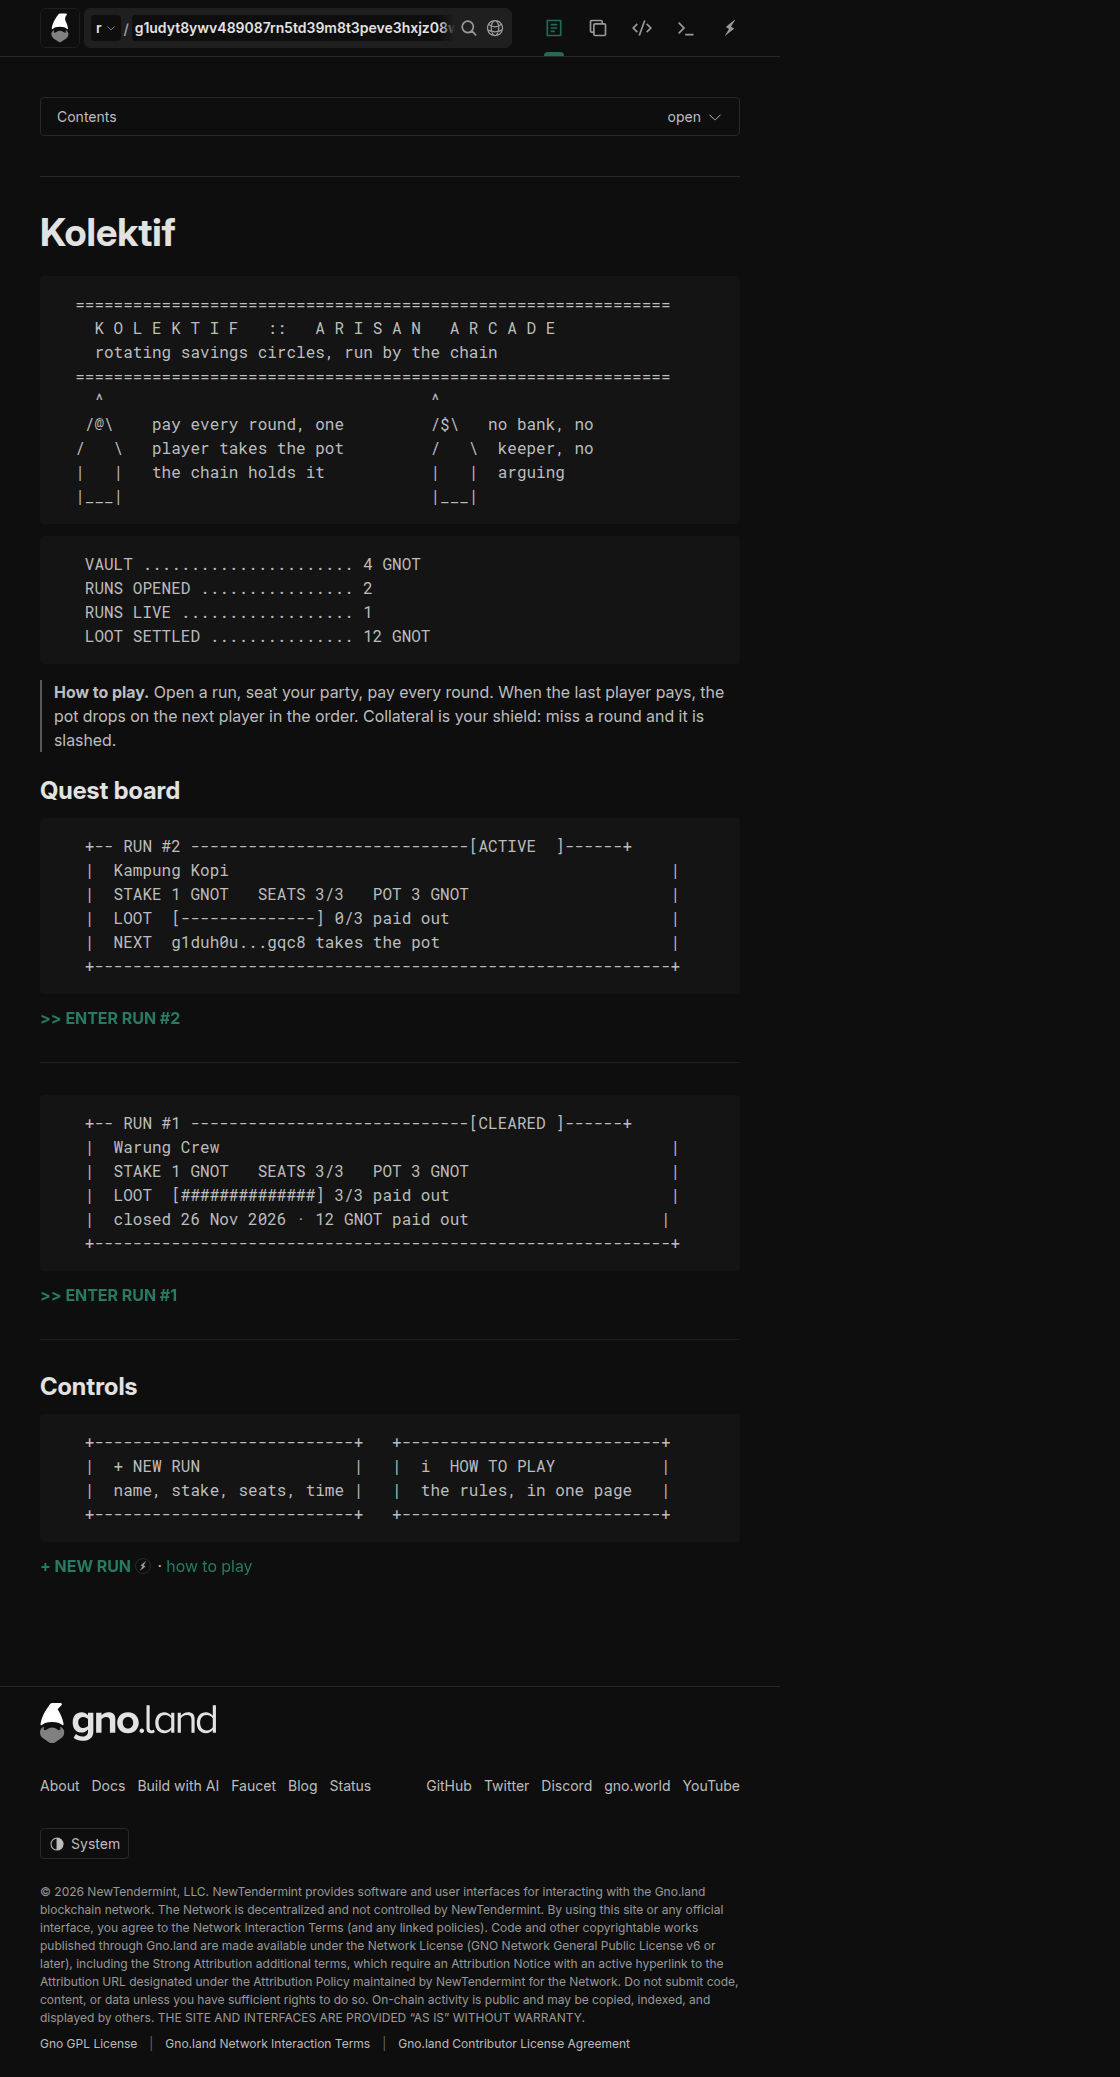 r / g1udyt8ywv489087rn5td39m8t3peve3hxjz08
Contents open
Kolektif
==============================================================
K O L E K T I F   ::   A R I S A N   A R C A D E
rotating savings circles, run by the chain
==============================================================
^                                  ^
/@\    pay every round, one         /$\   no bank, no
/   \   player takes the pot         /   \  keeper, no
|   |   the chain holds it           |   |  arguing
|___|                                |___|
VAULT ...................... 4 GNOT
RUNS OPENED ................ 2
RUNS LIVE .................. 1
LOOT SETTLED ............... 12 GNOT
How to play. Open a run, seat your party, pay every round. When the last player pays, the
pot drops on the next player in the order. Collateral is your shield: miss a round and it is
slashed.
Quest board
+-- RUN #2 -----------------------------[ACTIVE  ]------+
|  Kampung Kopi                                              |
|  STAKE 1 GNOT   SEATS 3/3   POT 3 GNOT                     |
|  LOOT  [--------------] 0/3 paid out                       |
|  NEXT  g1duh0u...gqc8 takes the pot                        |
+------------------------------------------------------------+
>> ENTER RUN #2
+-- RUN #1 -----------------------------[CLEARED ]------+
|  Warung Crew                                               |
|  STAKE 1 GNOT   SEATS 3/3   POT 3 GNOT                     |
|  LOOT  [##############] 3/3 paid out                       |
|  closed 26 Nov 2026 · 12 GNOT paid out                    |
+------------------------------------------------------------+
>> ENTER RUN #1
Controls
+---------------------------+   +---------------------------+
|  + NEW RUN                |   |  i  HOW TO PLAY           |
|  name, stake, seats, time |   |  the rules, in one page   |
+---------------------------+   +---------------------------+
+ NEW RUN · how to play
gno.land
About Docs Build with AI Faucet Blog Status GitHub Twitter Discord gno.world YouTube
System
© 2026 NewTendermint, LLC. NewTendermint provides software and user interfaces for interacting with the Gno.land
blockchain network. The Network is decentralized and not controlled by NewTendermint. By using this site or any official
interface, you agree to the Network Interaction Terms (and any linked policies). Code and other copyrightable works
published through Gno.land are made available under the Network License (GNO Network General Public License v6 or
later), including the Strong Attribution additional terms, which require an Attribution Notice with an active hyperlink to the
Attribution URL designated under the Attribution Policy maintained by NewTendermint for the Network. Do not submit code,
content, or data unless you have sufficient rights to do so. On-chain activity is public and may be copied, indexed, and
displayed by others. THE SITE AND INTERFACES ARE PROVIDED “AS IS” WITHOUT WARRANTY.
Gno GPL License | Gno.land Network Interaction Terms | Gno.land Contributor License Agreement